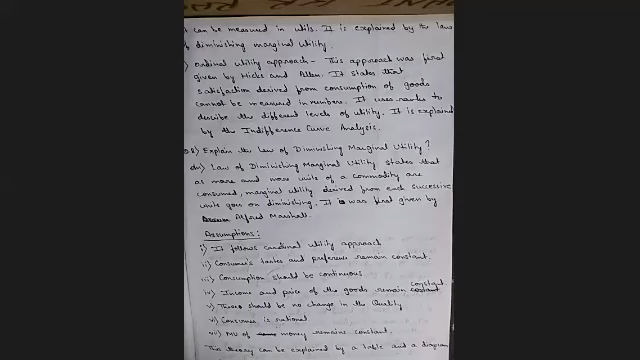 can be measured in utils. It is explained by the law
of diminishing marginal utility.
) Ordinal utility approach - This approach was first
given by Hicks and Allen. It states that
satisfaction derived from consumption of goods
cannot be measured in numbers. It uses ranks to
describe the different levels of utility. It is explained
by the Indifference Curve Analysis.
Q.2) Explain the Law of Diminishing Marginal Utility?
Ans) Law of Diminishing Marginal Utility states that
as more and more units of a commodity are
consumed, marginal utility derived from each successive
units goes on diminishing. It was first given by
Alfred Marshall.
Assumptions:
i) It follows cardinal utility approach
ii) Consumer's tastes and preference remain constant.
iii) Consumption should be continuous
iv) Income and price of the goods remain constant.
v) There should be no change in the Quality
vi) Consumer is rational
vii) MU of money remains constant.
This theory can be explained by a table and a diagram